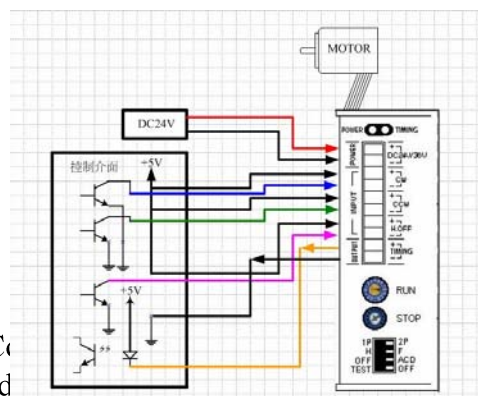 MOTOR
DC24V
控制介面
+5V
+5V
POWER TIMING
POWER
DC24V/36V
INPUT
CW
CCW
H.OFF
OUTPUT
TIMING
RUN
STOP
1P 2P
H F
OFF ACD
TEST OFF